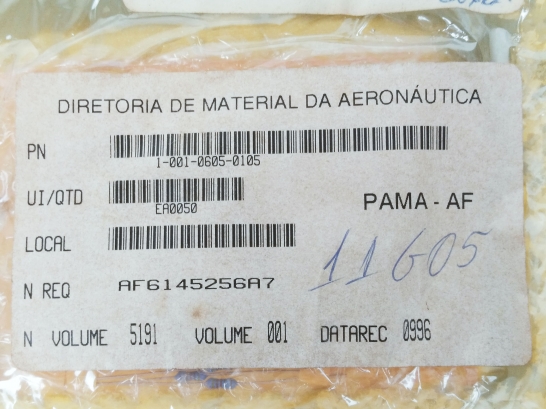 DIRETORIA DE MATERIAL DA AERONÁUTICA
PN
1-001-0605-0105
UI/QTD
EA0050
PAMA - AF
LOCAL
11605
N REQ AF6145256A7
N VOLUME 5191 VOLUME 001 DATAREC 0996